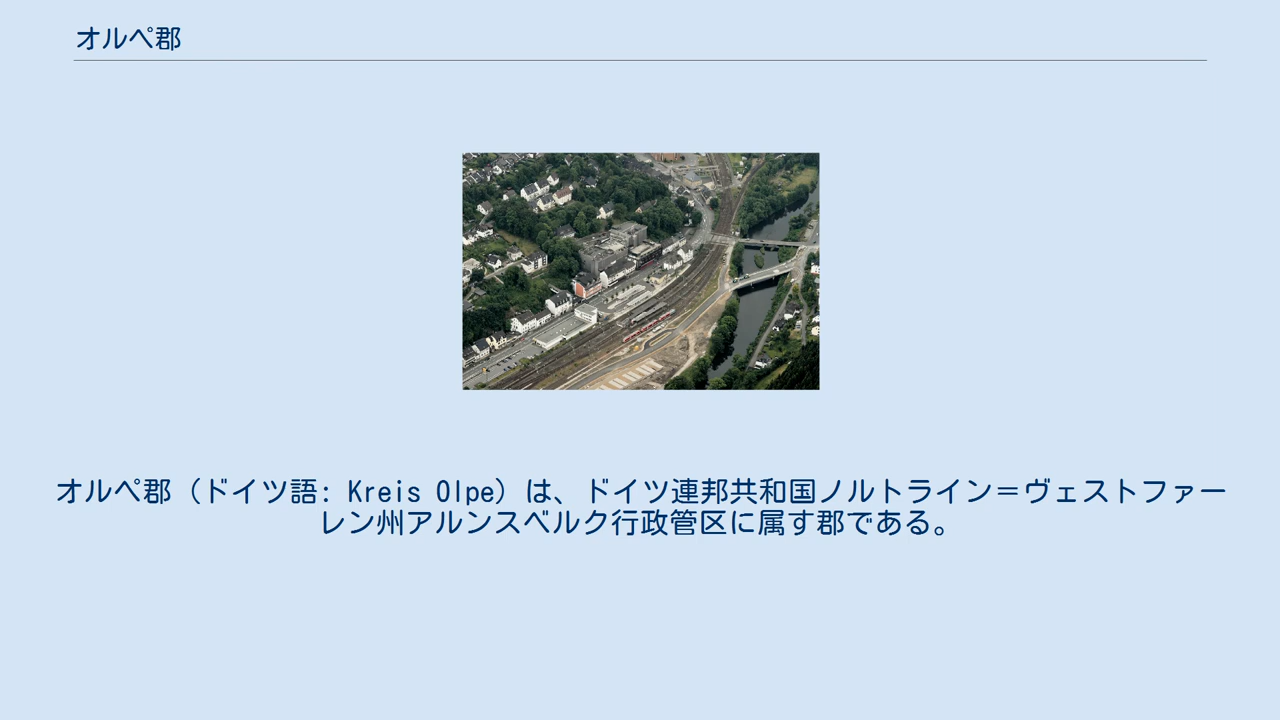 オルペ郡
オルペ郡（ドイツ語: Kreis Olpe）は、ドイツ連邦共和国ノルトライン＝ヴェストファー
レン州アルンスベルク行政管区に属す郡である。